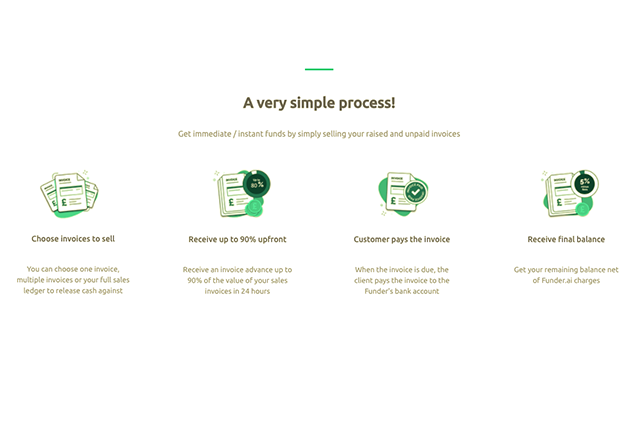 A very simple process!
Get immediate / instant funds by simply selling your raised and unpaid invoices
INVOICE
£
INVOICE
£
80 %
INVOICE
£
INVOICE
£
5%
Choose invoices to sell
Receive up to 90% upfront
Customer pays the invoice
Receive final balance
You can choose one invoice,
multiple invoices or your full sales
ledger to release cash against
Receive an invoice advance up to
90% of the value of your sales
invoices in 24 hours
When the invoice is due, the
client pays the invoice to the
Funder's bank account
Get your remaining balance net
of Funder.ai charges